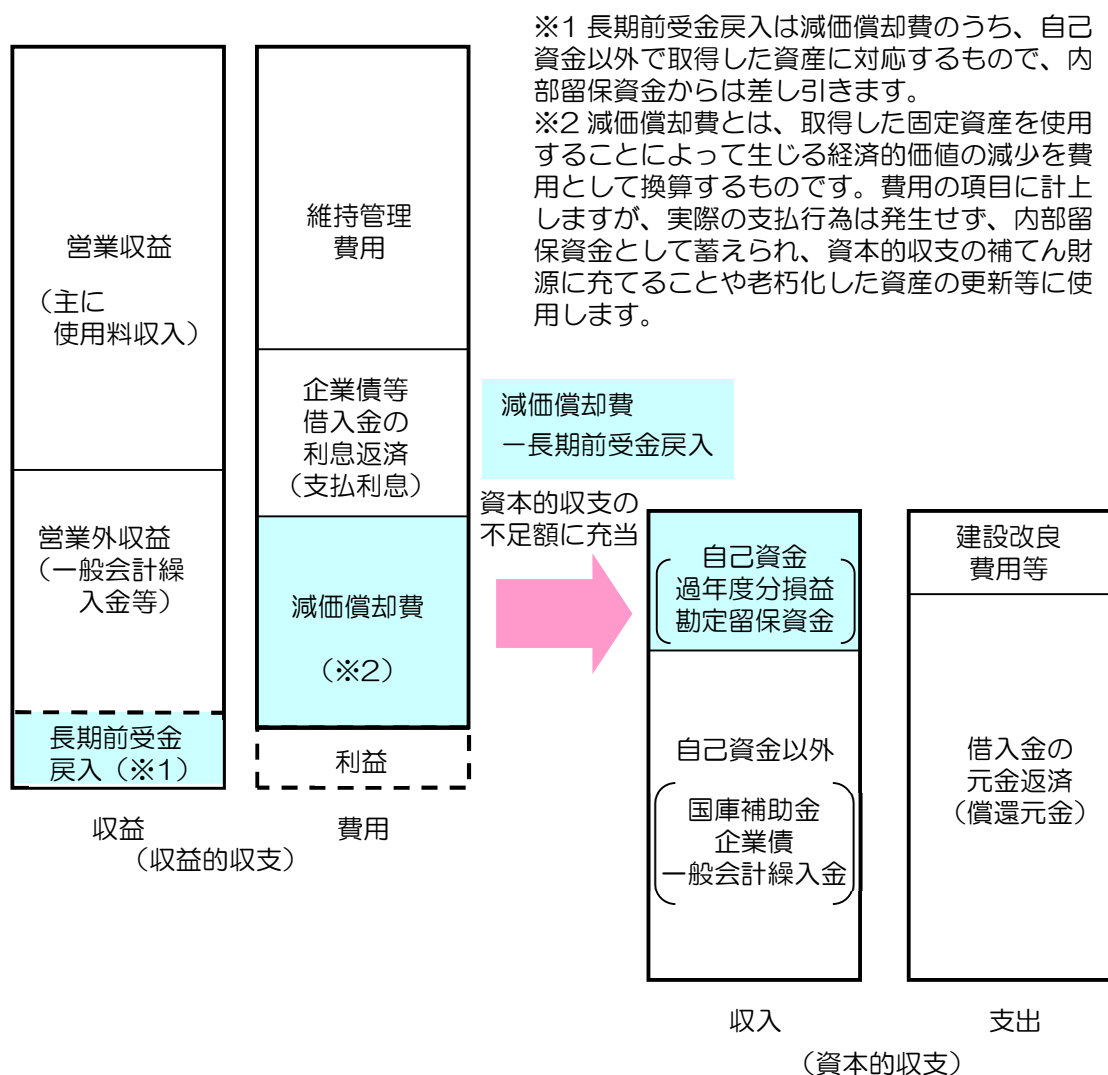 ※1 長期前受金戻入は減価償却費のうち、自己
資金以外で取得した資産に対応するもので、内
部留保資金からは差し引きます。
※2 減価償却費とは、取得した固定資産を使用
することによって生じる経済的価値の減少を費
用として換算するものです。費用の項目に計上
しますが、実際の支払行為は発生せず、内部留
保資金として蓄えられ、資本的収支の補てん財
源に充てることや老朽化した資産の更新等に使
用します。
営業収益
（主に
使用料収入）
営業外収益
（一般会計繰
入金等）
長期前受金
戻入（※1）
収益
維持管理
費用
企業債等
借入金の
利息返済
（支払利息）
減価償却費
（※2）
利益
費用
（収益的収支）
減価償却費
－長期前受金戻入
資本的収支の
不足額に充当
自己資金
過年度分損益
勘定留保資金
自己資金以外
国庫補助金
企業債
一般会計繰入金
収入
建設改良
費用等
借入金の
元金返済
（償還元金）
支出
（資本的収支）